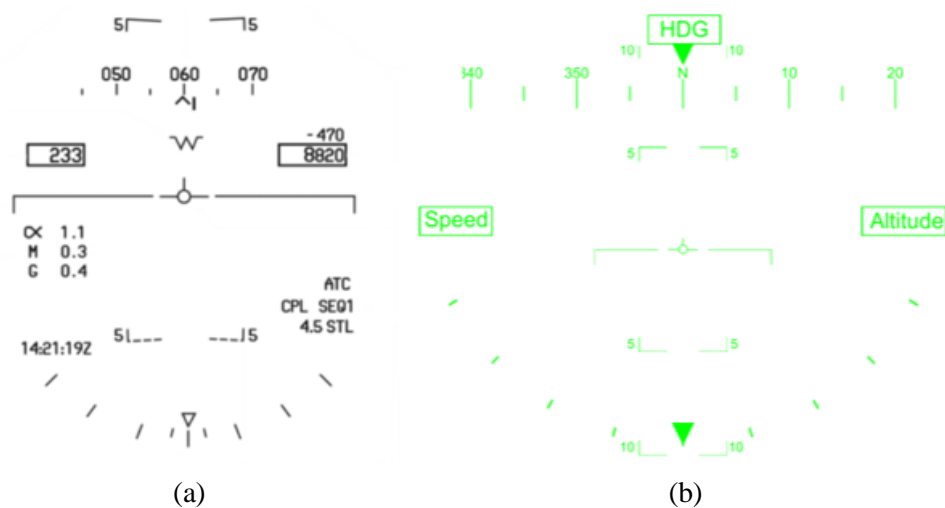 5 5
050 060 070
-470
233 8820
α 1.1
M 0.3
G 0.4
ATC
CPL SEQ1
4.5 STL
5 5
14:21:19Z
(a)
HDG
10 10
340 350 N 10 20
5 5
Speed Altitude
5 5
10 10
(b)